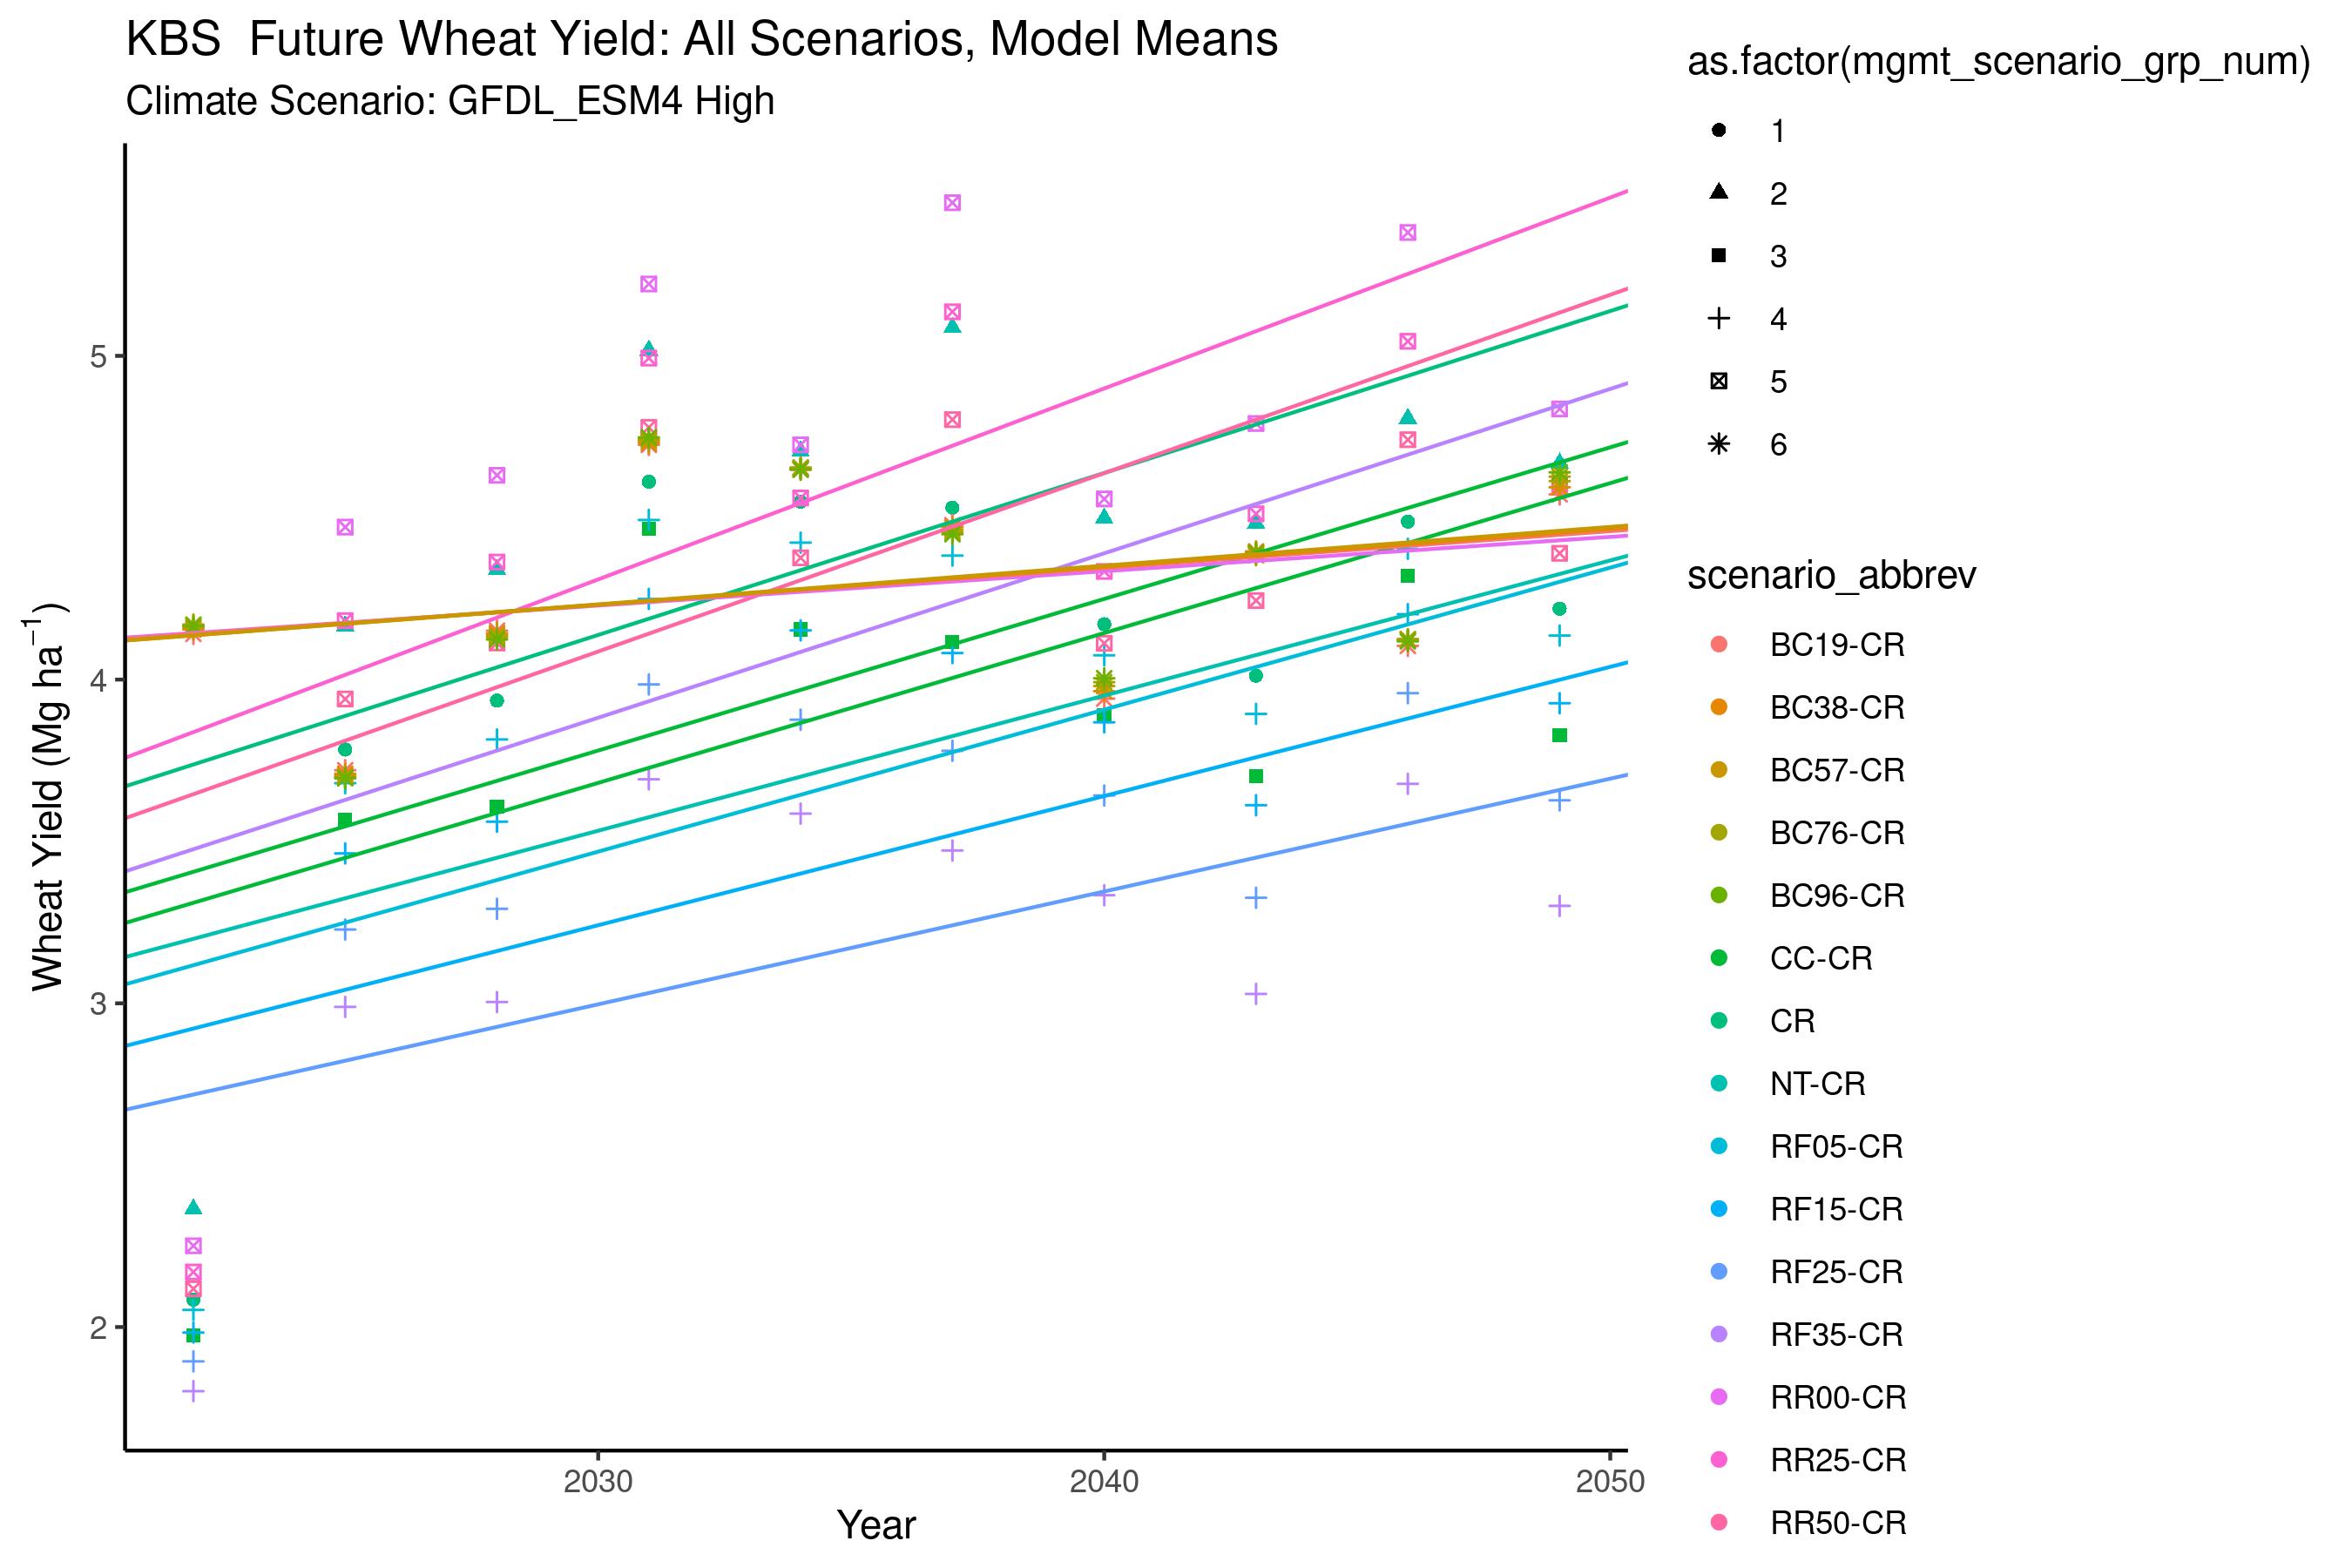 KBS  Future Wheat Yield: All Scenarios, Model Means
Climate Scenario: GFDL_ESM4 High
Wheat Yield (Mg ha⁻¹)
5
4
3
2
2030
2040
2050
Year
as.factor(mgmt_scenario_grp_num)
1
2
3
4
5
6
scenario_abbrev
BC19-CR
BC38-CR
BC57-CR
BC76-CR
BC96-CR
CC-CR
CR
NT-CR
RF05-CR
RF15-CR
RF25-CR
RF35-CR
RR00-CR
RR25-CR
RR50-CR